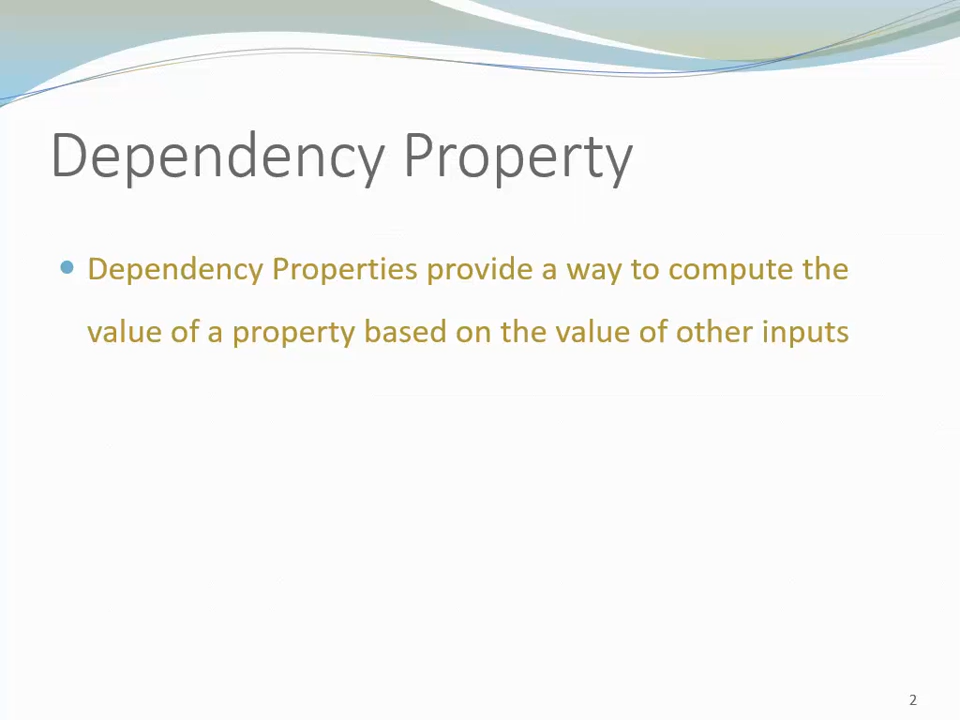 Dependency Property
• Dependency Properties provide a way to compute the
value of a property based on the value of other inputs
2